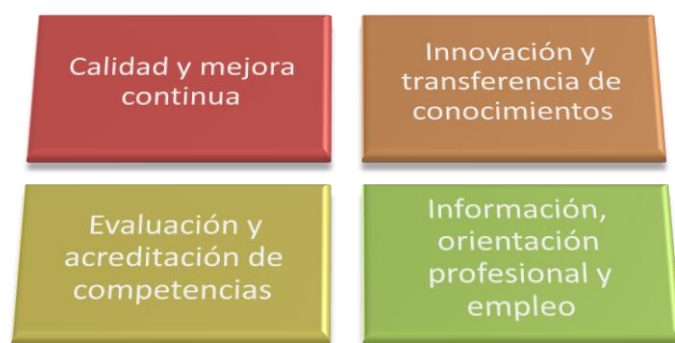 Calidad y mejora
continua
Innovación y
transferencia de
conocimientos
Evaluación y
acreditación de
competencias
Información,
orientación
profesional y
empleo